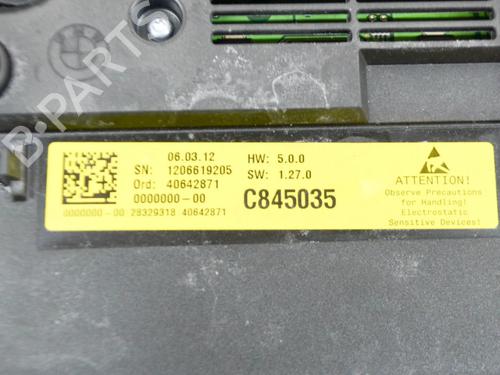 B-PARTS
06.03.12
SN: 1206619205
Ord: 40642871
0000000-00
0000000-00 28329318 40642871
HW: 5.0.0
SW: 1.27.0
C845035
ATTENTION!
Observe Precautions
for Handling!
Electrostatic
Sensitive Devices!